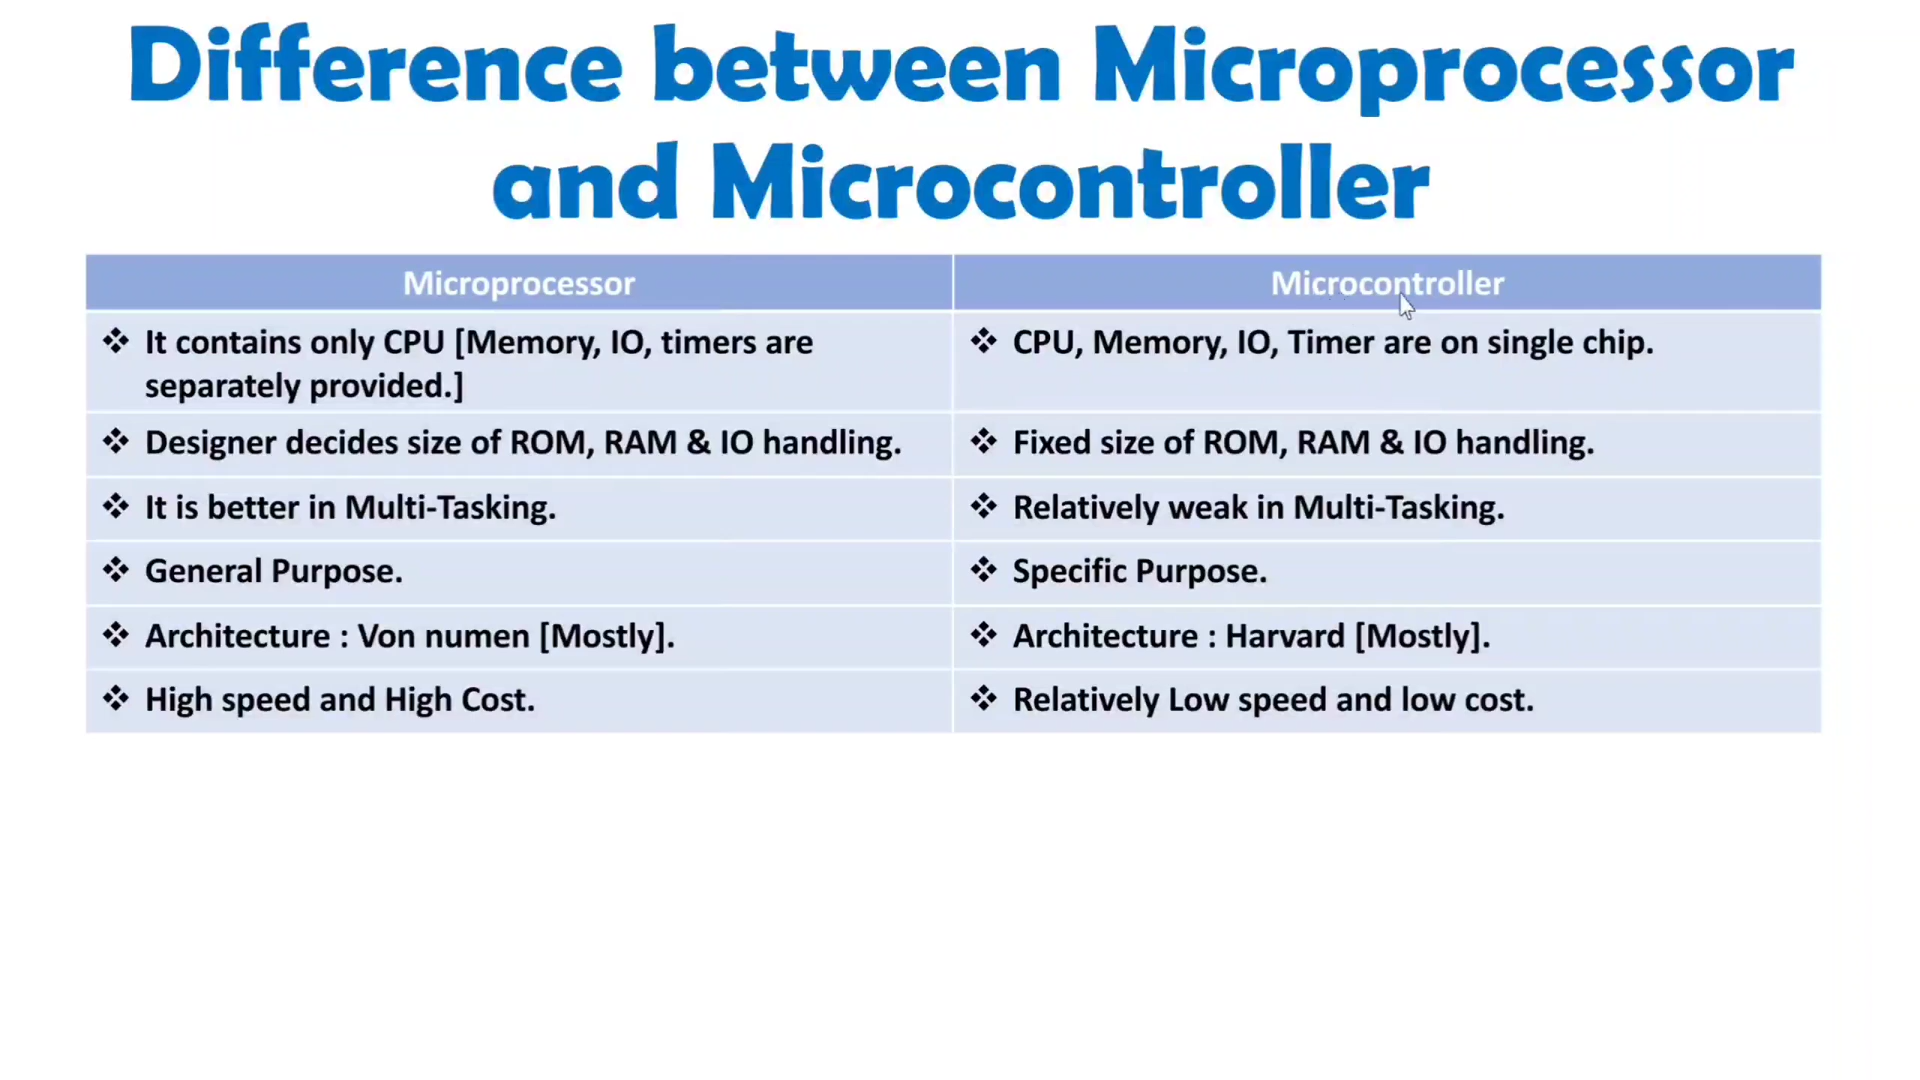 Difference between Microprocessor
and Microcontroller
Microprocessor
Microcontroller
❖ It contains only CPU [Memory, IO, timers are
separately provided.]
❖ CPU, Memory, IO, Timer are on single chip.
❖ Designer decides size of ROM, RAM & IO handling.
❖ Fixed size of ROM, RAM & IO handling.
❖ It is better in Multi-Tasking.
❖ Relatively weak in Multi-Tasking.
❖ General Purpose.
❖ Specific Purpose.
❖ Architecture : Von numen [Mostly].
❖ Architecture : Harvard [Mostly].
❖ High speed and High Cost.
❖ Relatively Low speed and low cost.